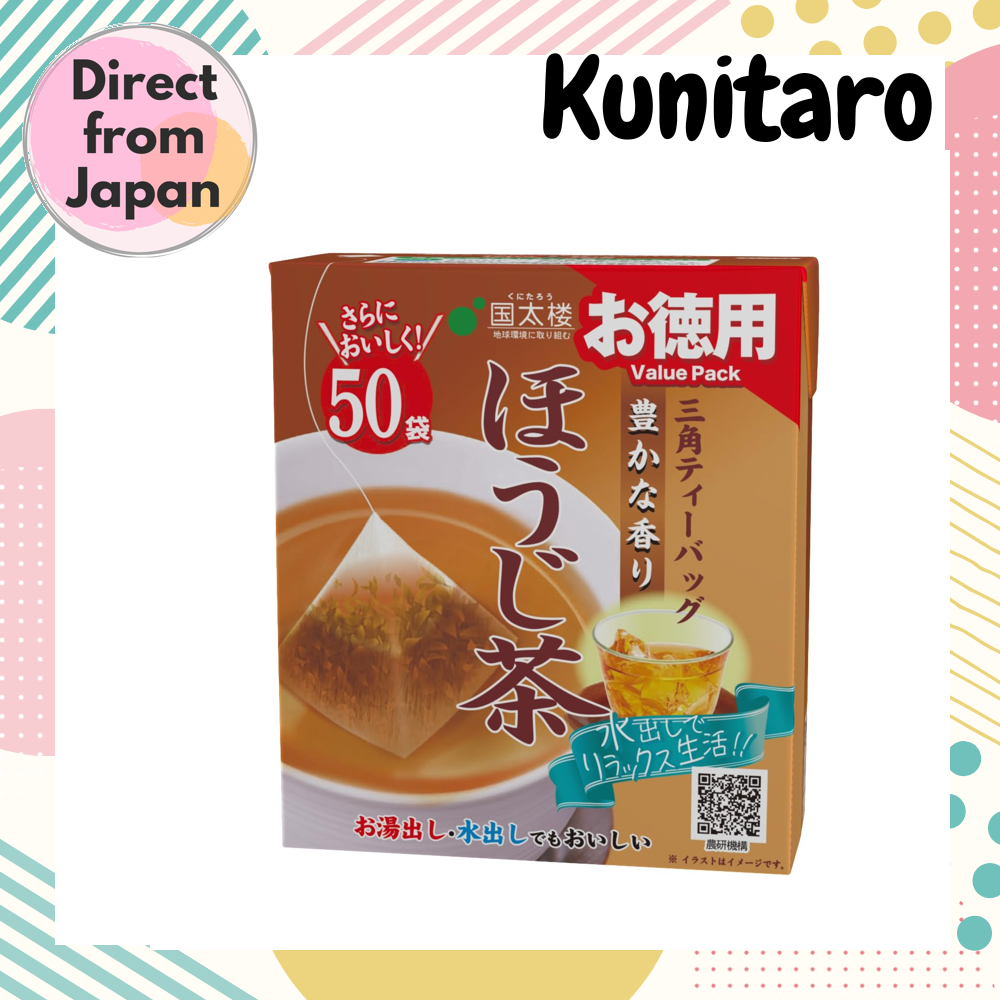 Direct
from
Japan
Kunitaro
さらに
おいしく!
50袋
くにたろう
国太楼
地球環境に取り組む
お徳用
Value Pack
三角ティーバッグ
豊かな香り
ほうじ茶
水出しで
リラックス生活!!
お湯出し・水出しでもおいしい
農研機構
※ イラストはイメージです。